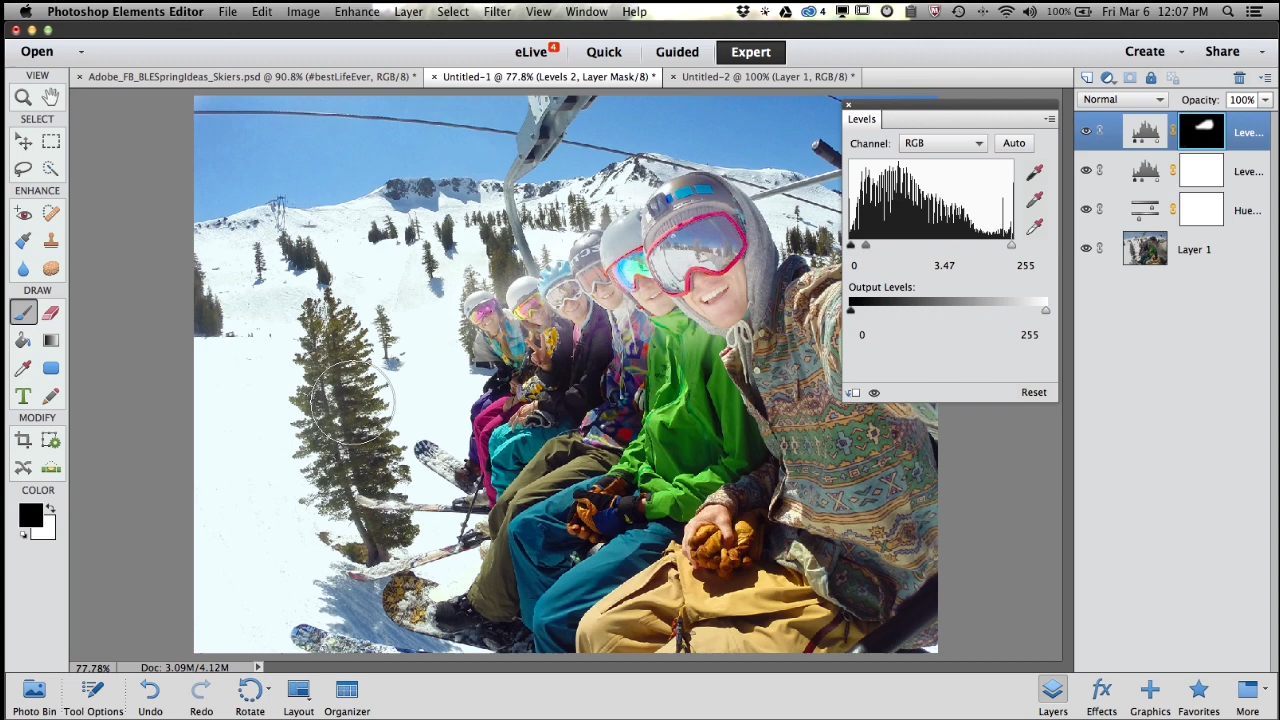 Photoshop Elements Editor File Edit Image Enhance Layer Select Filter View Window Help 4 100% Fri Mar 6 12:07 PM
Open eLive 4 Quick Guided Expert Create Share
VIEW × Adobe_FB_BLESpringIdeas_Skiers.psd @ 90.8% (#bestLifeEver, RGB/8) * × Untitled-1 @ 77.8% (Levels 2, Layer Mask/8) * × Untitled-2 @ 100% (Layer 1, RGB/8) *
Normal Opacity: 100%
SELECT
Levels
Leve...
Channel: RGB Auto
Leve...
ENHANCE
Hue...
Layer 1
0 3.47 255
Output Levels:
DRAW
0 255
Reset
T
MODIFY
COLOR
77.78% Doc: 3.09M/4.12M
Photo Bin Tool Options Undo Redo Rotate Layout Organizer Layers fx Effects Graphics Favorites More